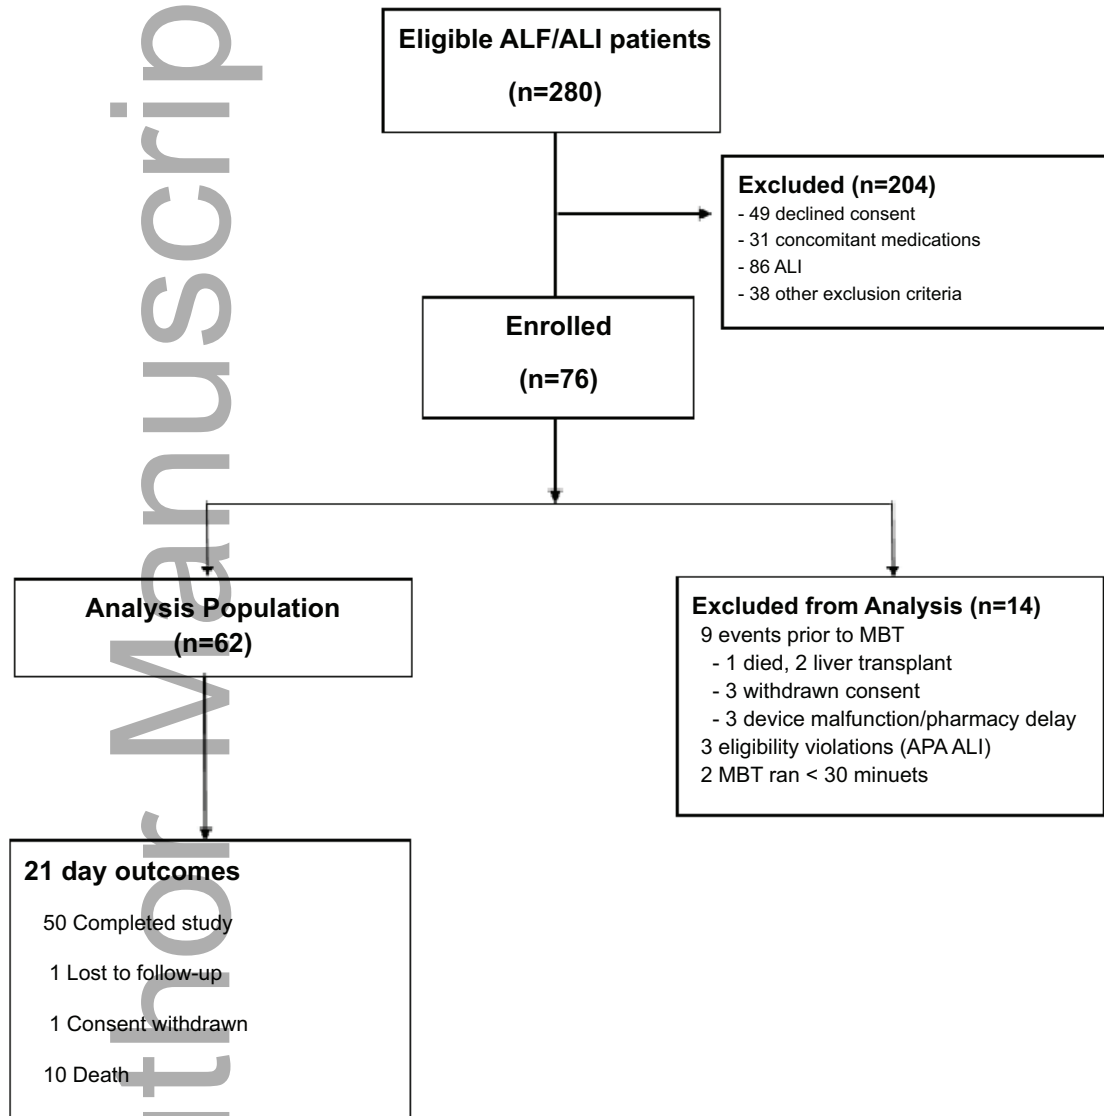 Eligible ALF/ALI patients
(n=280)
Excluded (n=204)
- 49 declined consent
- 31 concomitant medications
- 86 ALI
- 38 other exclusion criteria
Enrolled
(n=76)
Analysis Population
(n=62)
Excluded from Analysis (n=14)
9 events prior to MBT
- 1 died, 2 liver transplant
- 3 withdrawn consent
- 3 device malfunction/pharmacy delay
3 eligibility violations (APA ALI)
2 MBT ran < 30 minuets
21 day outcomes
50 Completed study
1 Lost to follow-up
1 Consent withdrawn
10 Death
thor Manuscrip